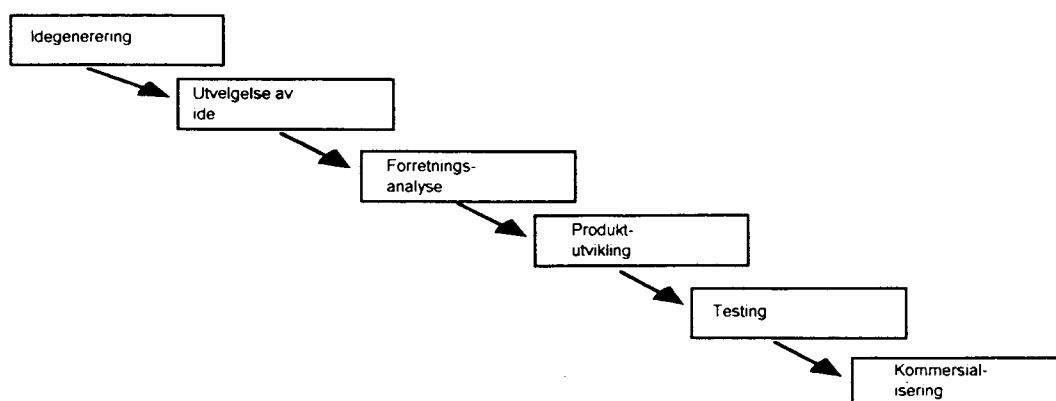 Idegenerering
Utvelgelse av
ide
Forretnings-
analyse
Produkt-
utvikling
Testing
Kommersial-
isering